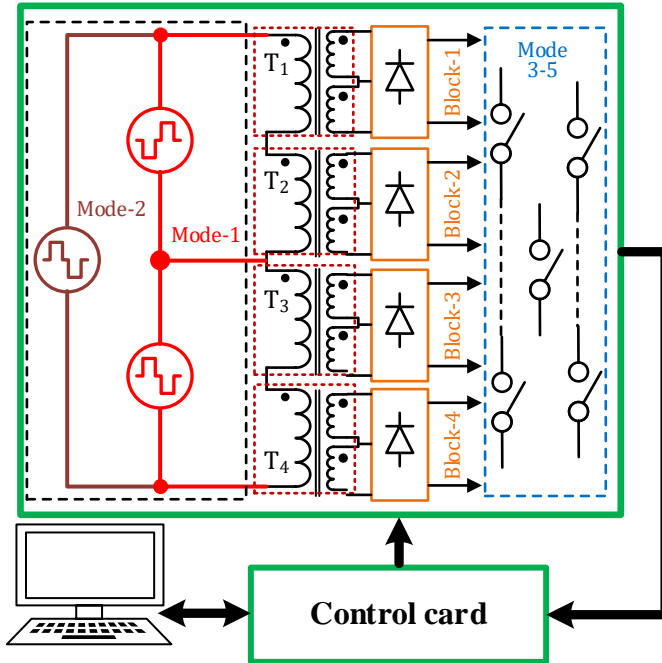 Mode-2
Mode-1
T1
T2
T3
T4
Block-1
Block-2
Block-3
Block-4
Mode
3-5
Control card